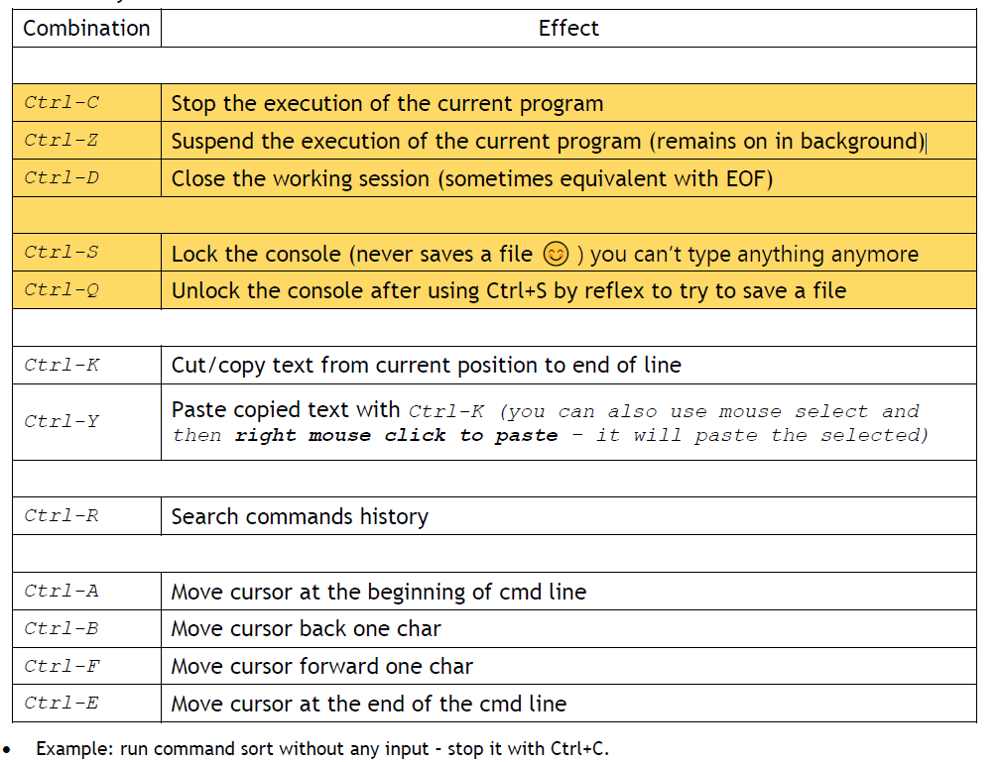 Combination Effect
Ctrl-C Stop the execution of the current program
Ctrl-Z Suspend the execution of the current program (remains on in background)
Ctrl-D Close the working session (sometimes equivalent with EOF)
Ctrl-S Lock the console (never saves a file 😊 ) you can't type anything anymore
Ctrl-Q Unlock the console after using Ctrl+S by reflex to try to save a file
Ctrl-K Cut/copy text from current position to end of line
Ctrl-Y Paste copied text with Ctrl-K (you can also use mouse select and
then right mouse click to paste – it will paste the selected)
Ctrl-R Search commands history
Ctrl-A Move cursor at the beginning of cmd line
Ctrl-B Move cursor back one char
Ctrl-F Move cursor forward one char
Ctrl-E Move cursor at the end of the cmd line
• Example: run command sort without any input – stop it with Ctrl+C.